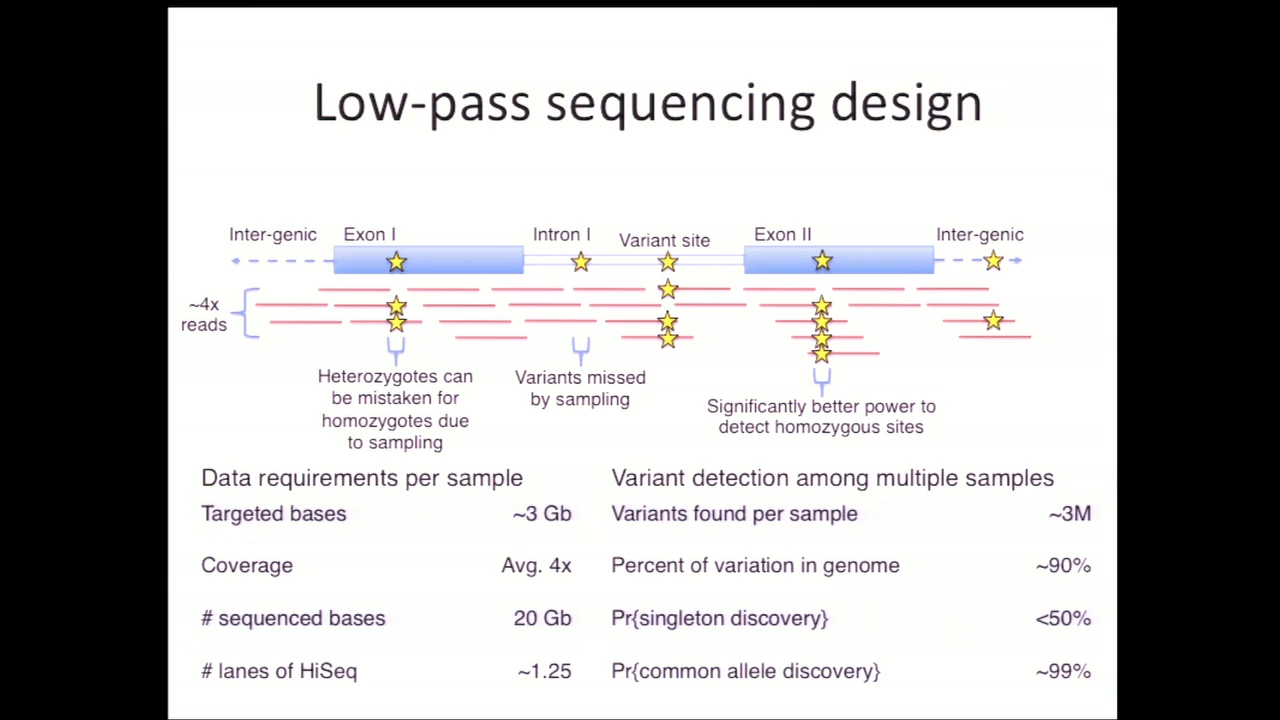 Low-pass sequencing design
Inter-genic
Exon I
Intron I
Variant site
Exon II
Inter-genic
~4x
reads
Heterozygotes can
be mistaken for
homozygotes due
to sampling
Variants missed
by sampling
Significantly better power to
detect homozygous sites
Data requirements per sample
Targeted bases ~3 Gb
Coverage Avg. 4x
# sequenced bases 20 Gb
# lanes of HiSeq ~1.25
Variant detection among multiple samples
Variants found per sample ~3M
Percent of variation in genome ~90%
Pr{singleton discovery} <50%
Pr{common allele discovery} ~99%